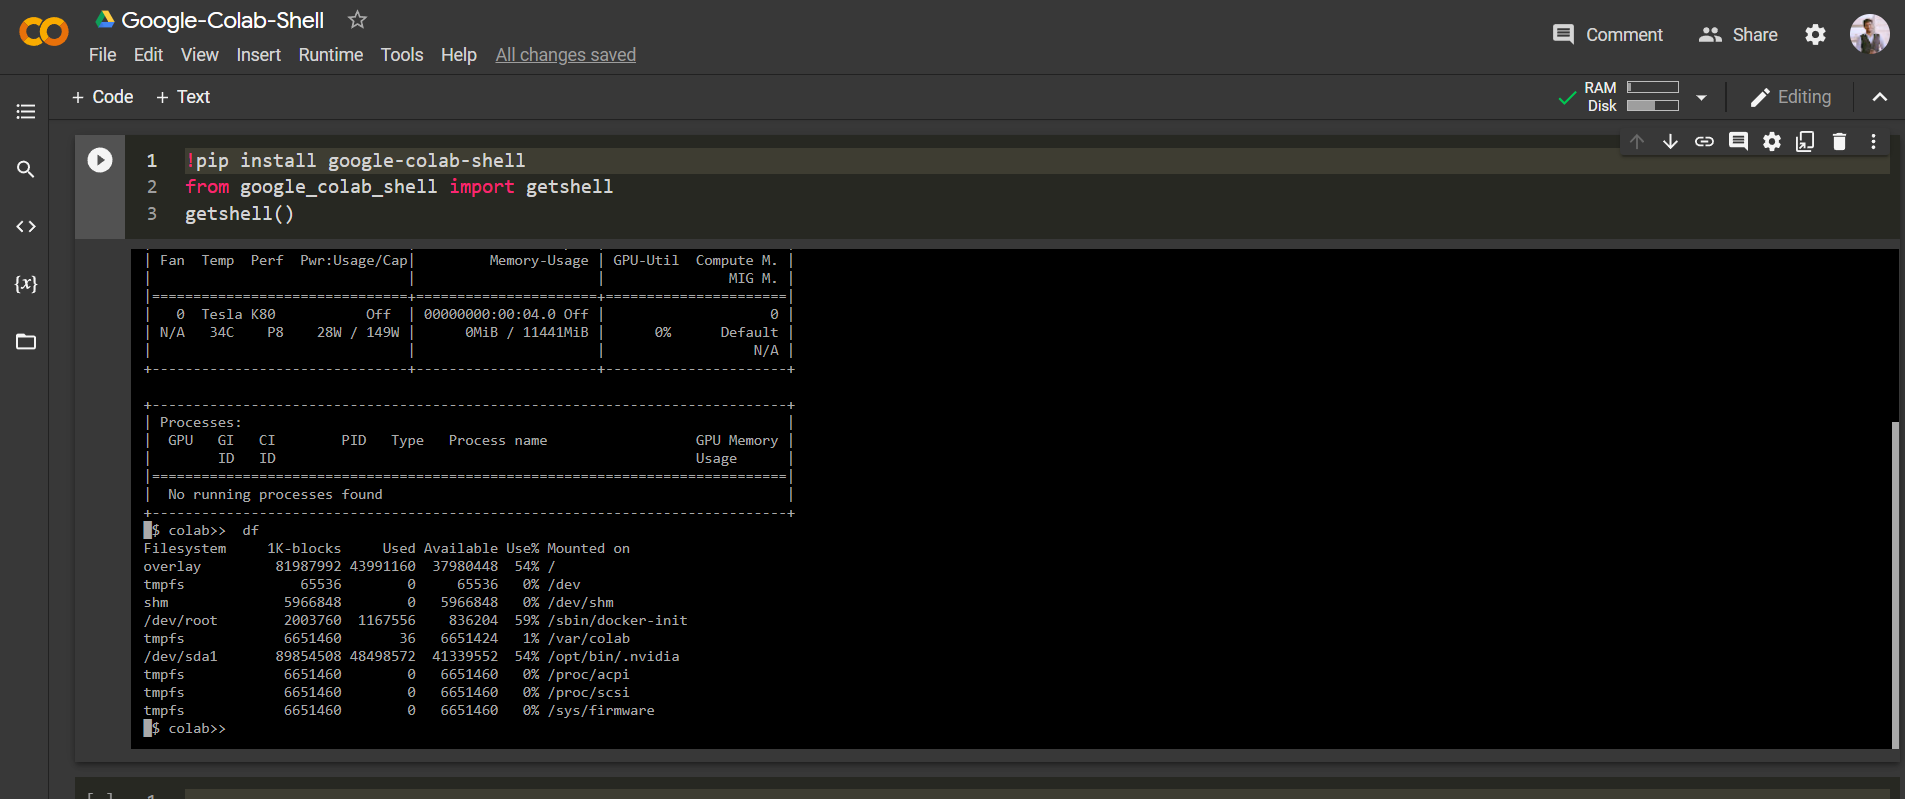 Google-Colab-Shell
File Edit View Insert Runtime Tools Help All changes saved
Comment Share
+ Code + Text
RAM
Disk
Editing
1 !pip install google-colab-shell
2 from google_colab_shell import getshell
3 getshell()
| Fan  Temp  Perf  Pwr:Usage/Cap|         Memory-Usage | GPU-Util  Compute M. |
|                               |                      |               MIG M. |
|===============================+======================+======================|
|   0  Tesla K80           Off  | 00000000:00:04.0 Off |                    0 |
| N/A   34C    P8    28W / 149W |      0MiB / 11441MiB |      0%      Default |
|                               |                      |                  N/A |
+-------------------------------+----------------------+----------------------+
+-----------------------------------------------------------------------------+
| Processes:                                                                  |
|  GPU   GI   CI        PID   Type   Process name                  GPU Memory |
|        ID   ID                                                   Usage      |
|=============================================================================|
|  No running processes found                                                 |
+-----------------------------------------------------------------------------+
$ colab>>  df
Filesystem     1K-blocks     Used Available Use% Mounted on
overlay         81987992 43991160  37980448  54% /
tmpfs              65536        0     65536   0% /dev
shm              5966848        0   5966848   0% /dev/shm
/dev/root        2003760  1167556    836204  59% /sbin/docker-init
tmpfs            6651460       36   6651424   1% /var/colab
/dev/sda1       89854508 48498572  41339552  54% /opt/bin/.nvidia
tmpfs            6651460        0   6651460   0% /proc/acpi
tmpfs            6651460        0   6651460   0% /proc/scsi
tmpfs            6651460        0   6651460   0% /sys/firmware
$ colab>>